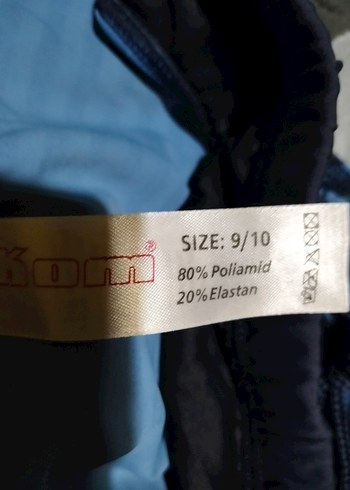 Kom®
SIZE: 9/10
80% Poliamid
20% Elastan